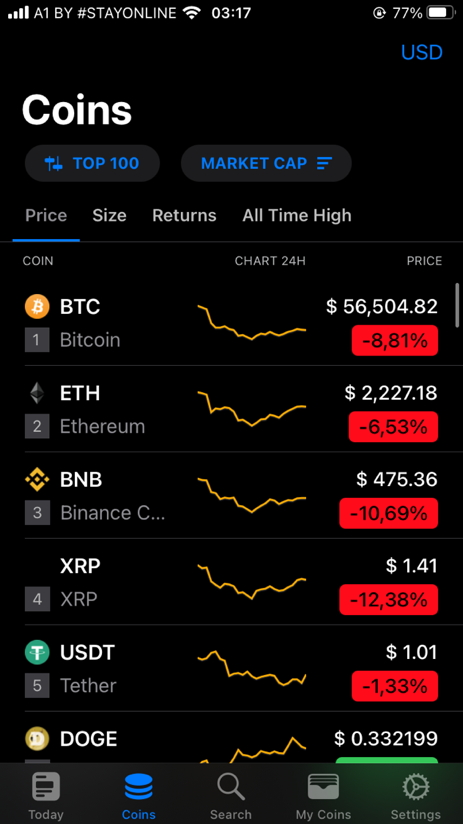 A1 BY #STAYONLINE 03:17 77%
USD
Coins
TOP 100 MARKET CAP
Price Size Returns All Time High
COIN CHART 24H PRICE
BTC $ 56,504.82
1 Bitcoin -8,81%
ETH $ 2,227.18
2 Ethereum -6,53%
BNB $ 475.36
3 Binance C... -10,69%
XRP $ 1.41
4 XRP -12,38%
USDT $ 1.01
5 Tether -1,33%
DOGE $ 0.332199
Today Coins Search My Coins Settings